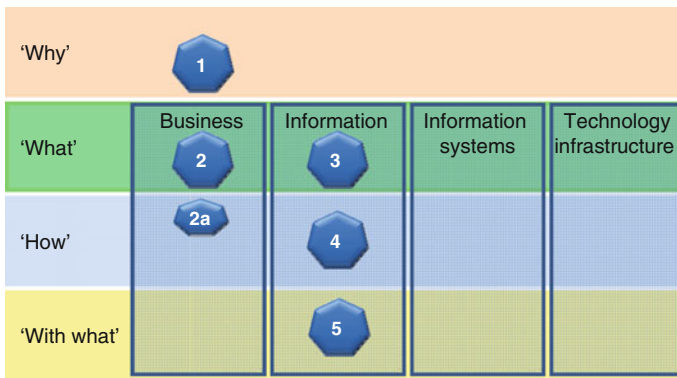 ‘Why’
1
Business
Information
Information
systems
Technology
infrastructure
‘What’
2
3
2a
‘How’
4
‘With what’
5